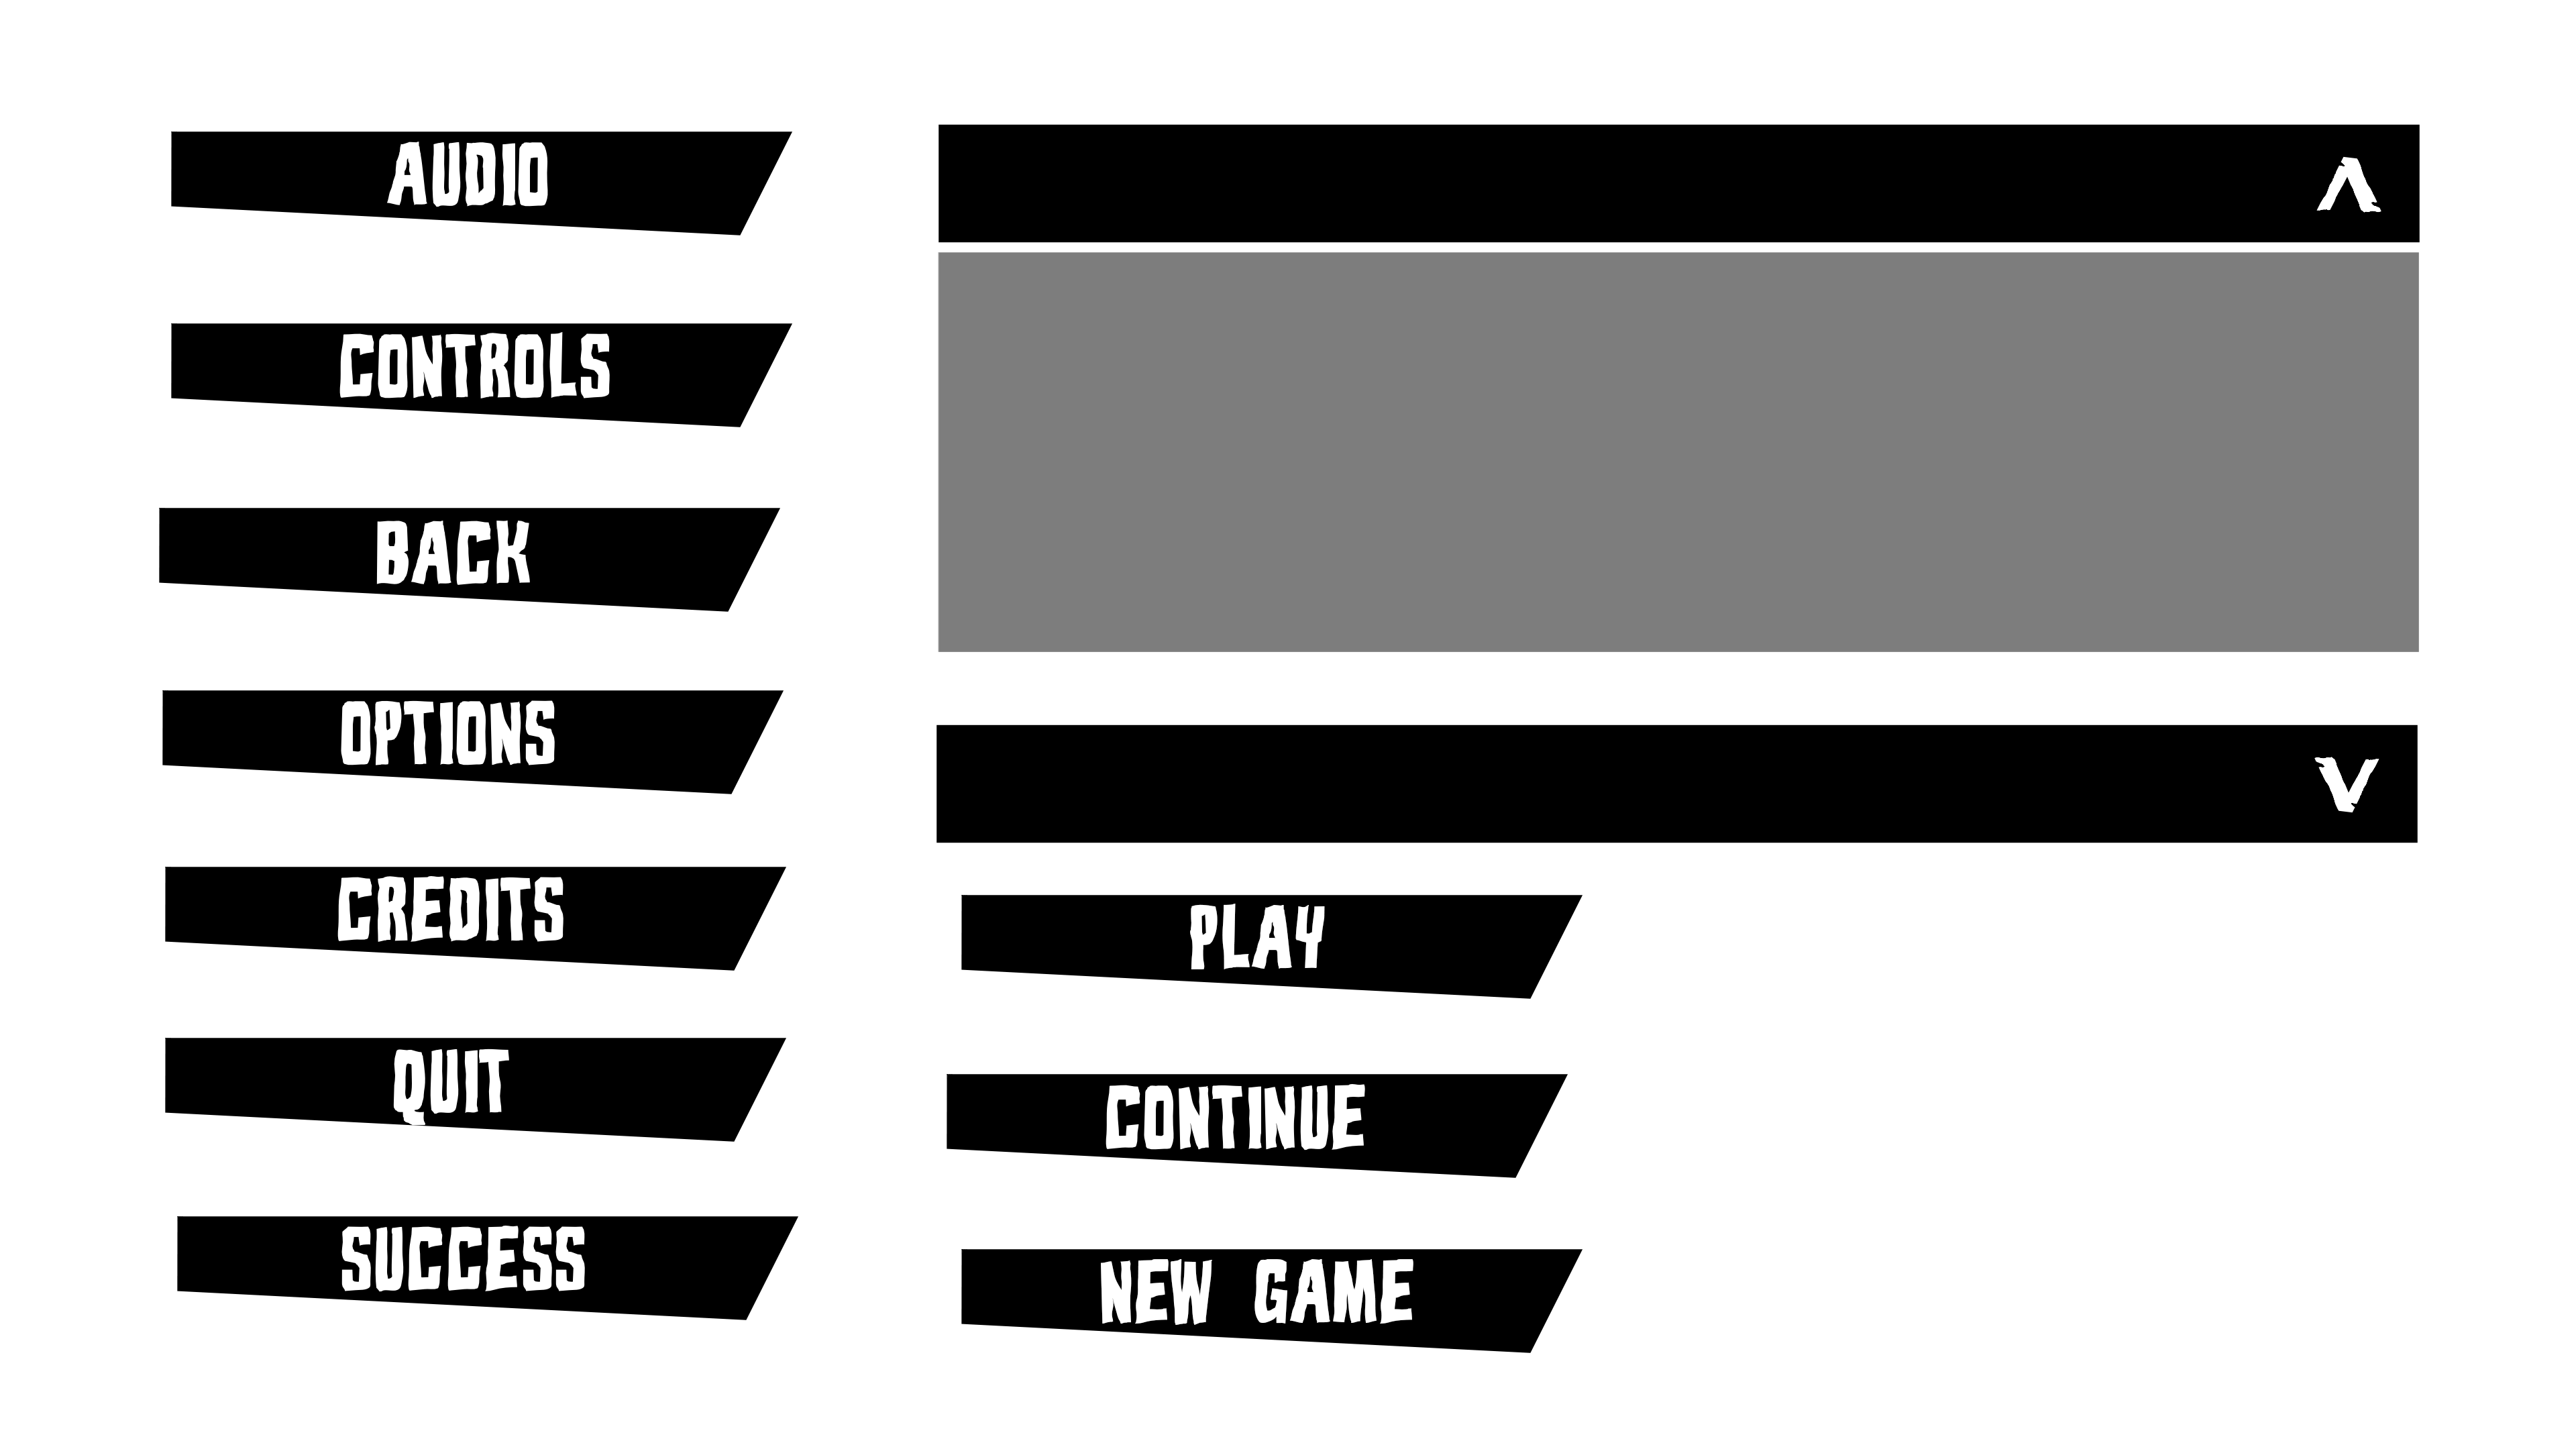 AUDIO
CONTROLS
BACK
OPTIONS
CREDITS
QUIT
SUCCESS
PLAY
CONTINUE
NEW GAME